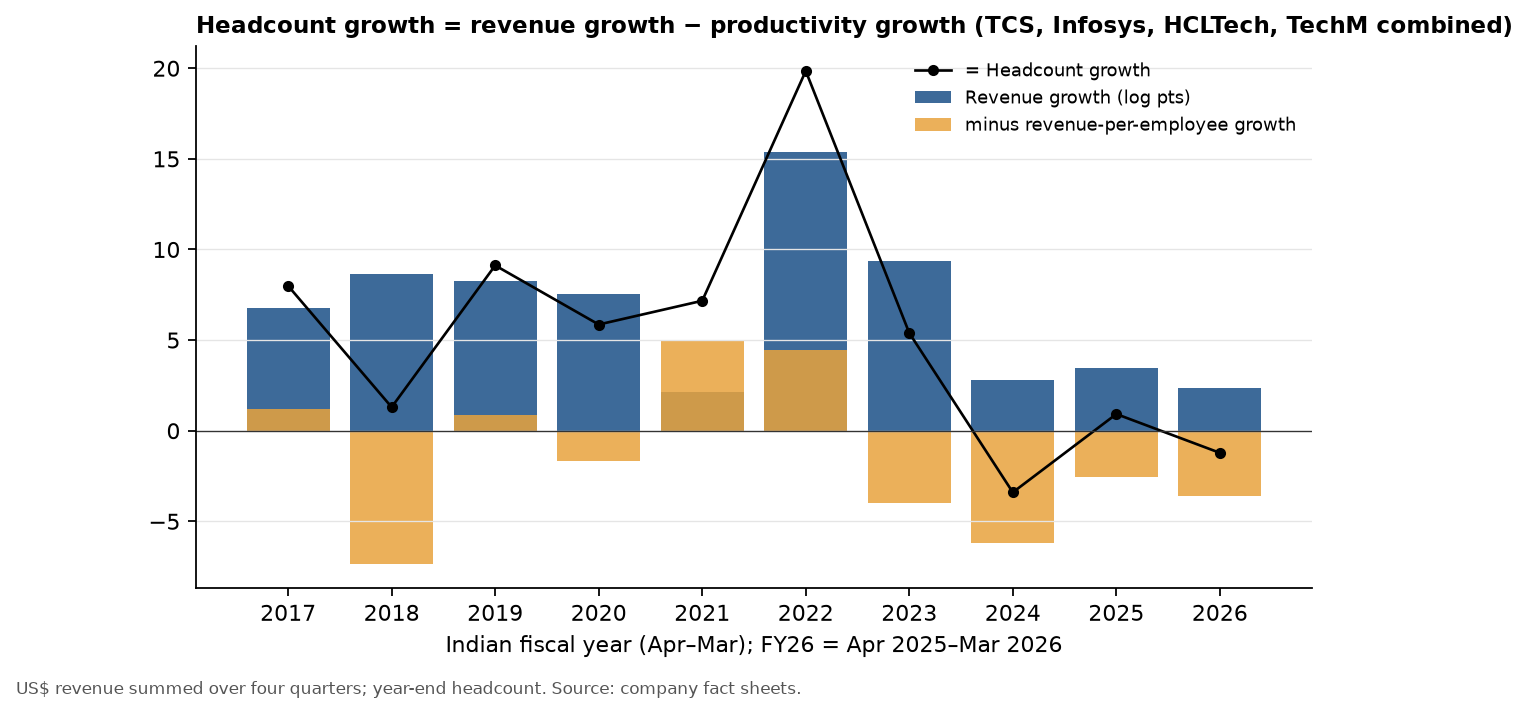 Headcount growth = revenue growth − productivity growth (TCS, Infosys, HCLTech, TechM combined)
= Headcount growth
Revenue growth (log pts)
minus revenue-per-employee growth
20
15
10
5
0
−5
2017 2018 2019 2020 2021 2022 2023 2024 2025 2026
Indian fiscal year (Apr–Mar); FY26 = Apr 2025–Mar 2026
US$ revenue summed over four quarters; year-end headcount. Source: company fact sheets.